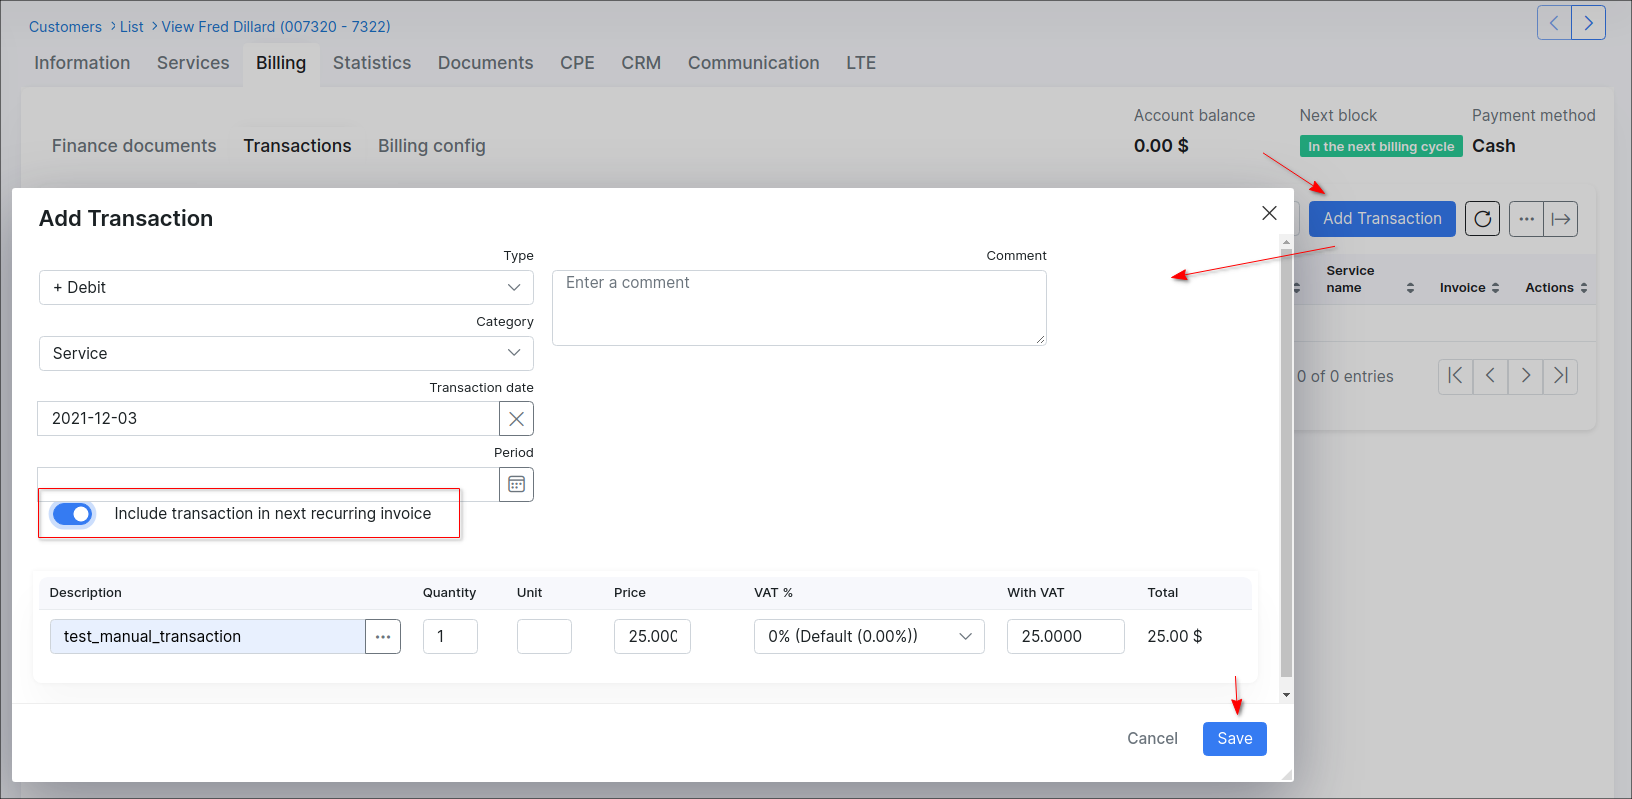 Customers › List › View Fred Dillard (007320 - 7322)
Information Services Billing Statistics Documents CPE CRM Communication LTE
Account balance Next block Payment method
Finance documents Transactions Billing config 0.00 $ In the next billing cycle Cash
Add Transaction
Add Transaction
Type
+ Debit
Comment
Enter a comment
Category
Service
Transaction date
2021-12-03
Period
Include transaction in next recurring invoice
Service
name Invoice Actions
0 of 0 entries
Description Quantity Unit Price VAT % With VAT Total
test_manual_transaction 1 25.000 0% (Default (0.00%)) 25.0000 25.00 $
Cancel Save